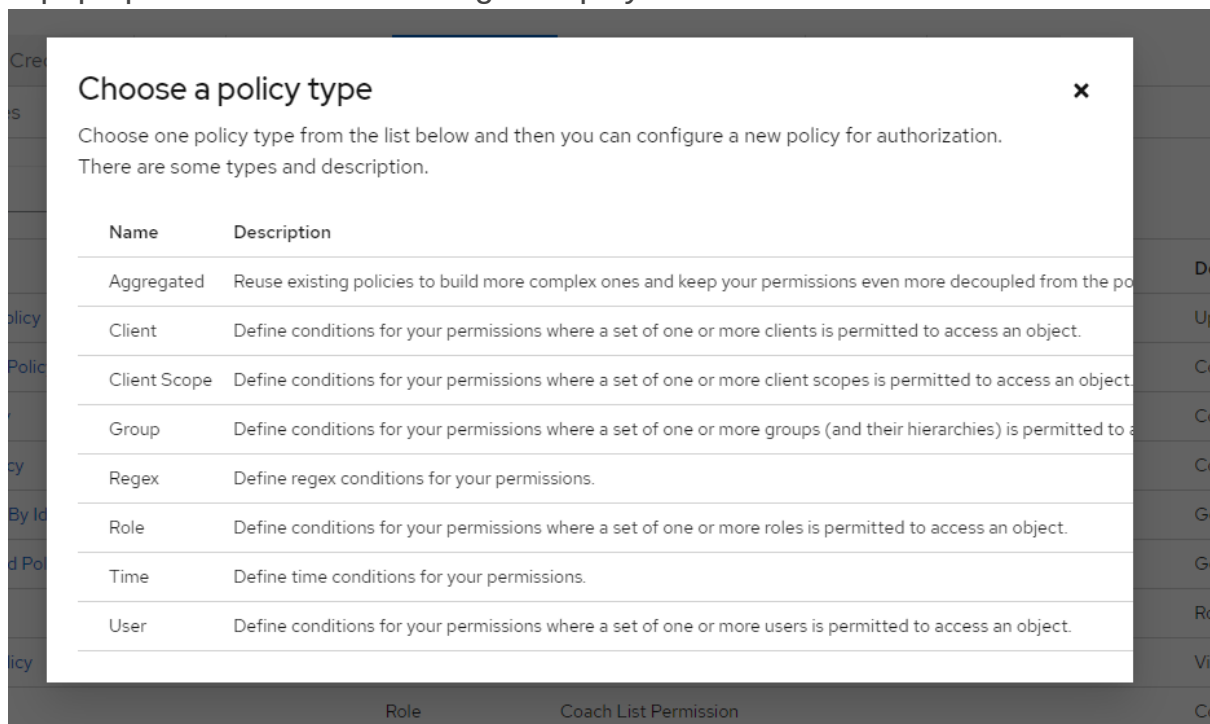 Choose a policy type
Choose one policy type from the list below and then you can configure a new policy for authorization.
There are some types and description.
Name Description
Aggregated Reuse existing policies to build more complex ones and keep your permissions even more decoupled from the po
Client Define conditions for your permissions where a set of one or more clients is permitted to access an object.
Client Scope Define conditions for your permissions where a set of one or more client scopes is permitted to access an object.
Group Define conditions for your permissions where a set of one or more groups (and their hierarchies) is permitted to
Regex Define regex conditions for your permissions.
Role Define conditions for your permissions where a set of one or more roles is permitted to access an object.
Time Define time conditions for your permissions.
User Define conditions for your permissions where a set of one or more users is permitted to access an object.
Role Coach List Permission